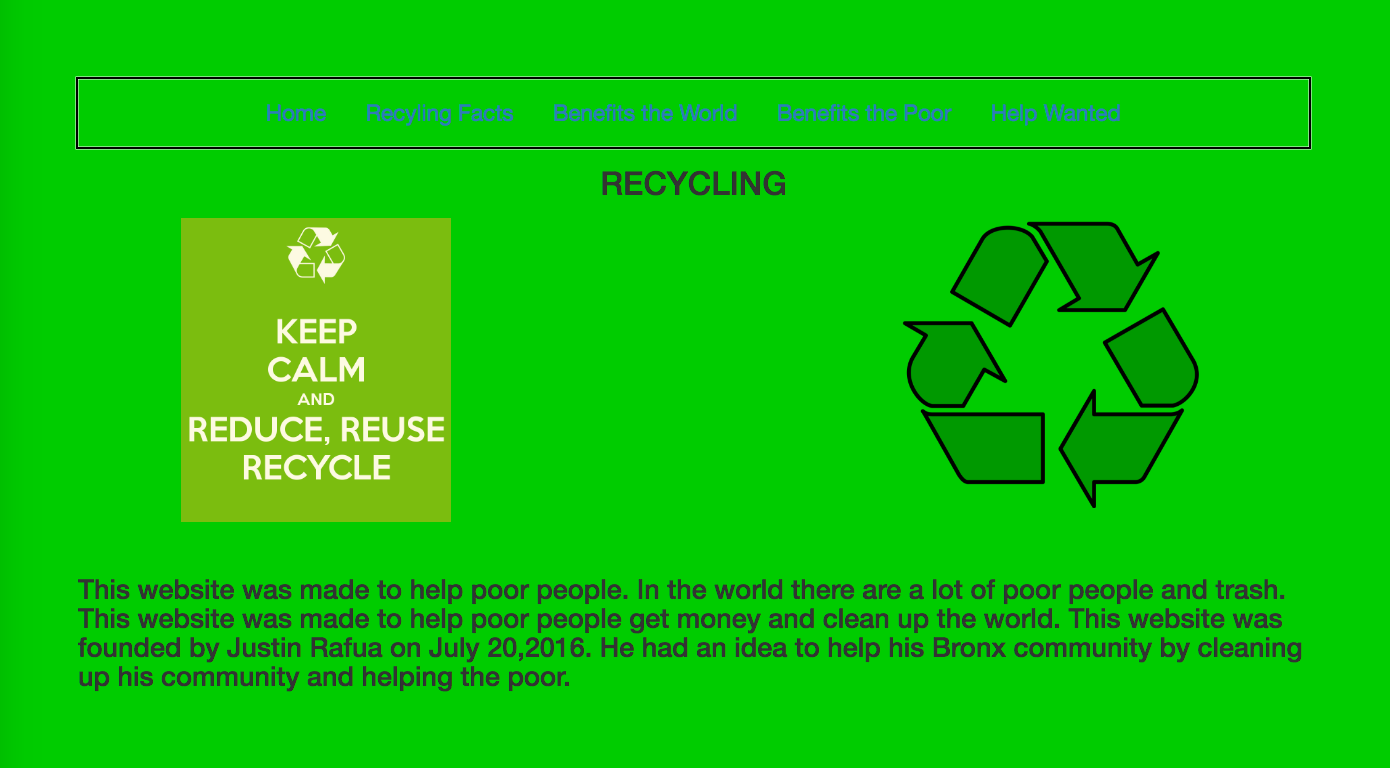 Home Recyling Facts Benefits the World Benefits the Poor Help Wanted
RECYCLING
KEEP
CALM
AND
REDUCE, REUSE
RECYCLE
This website was made to help poor people. In the world there are a lot of poor people and trash.
This website was made to help poor people get money and clean up the world. This website was
founded by Justin Rafua on July 20,2016. He had an idea to help his Bronx community by cleaning
up his community and helping the poor.